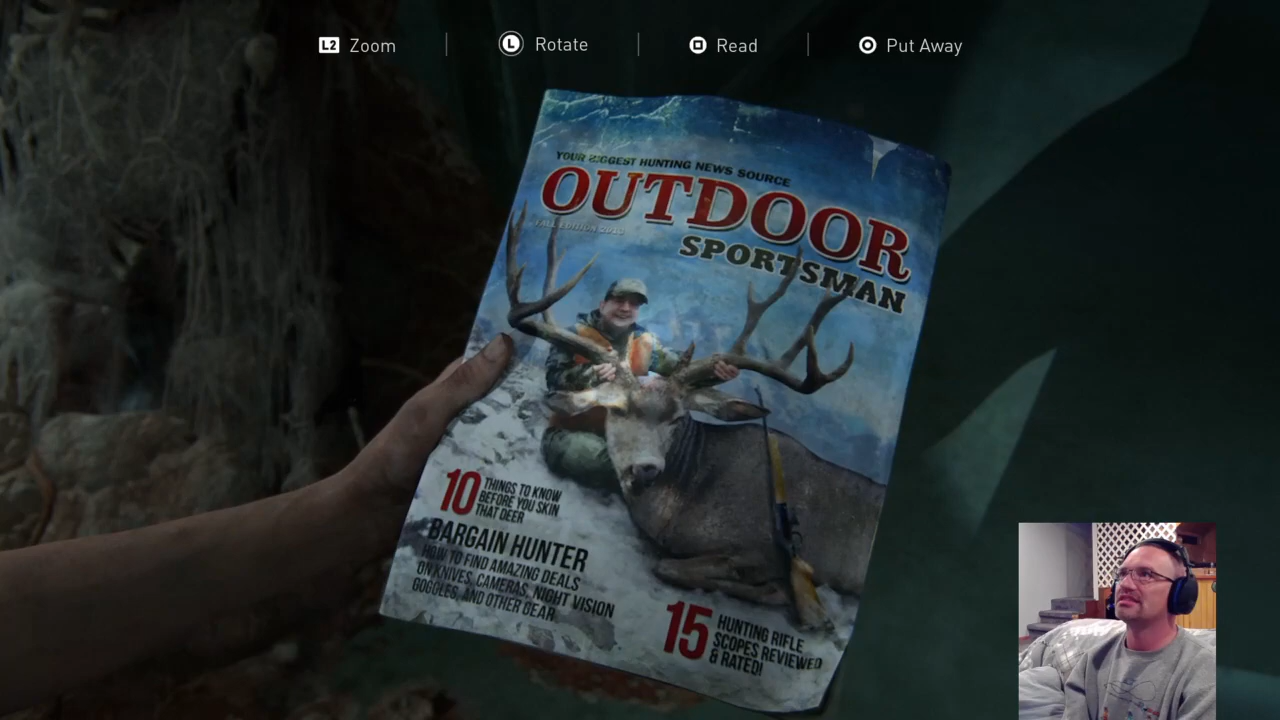 L2 Zoom
L Rotate
Read
Put Away
YOUR BIGGEST HUNTING NEWS SOURCE
OUTDOOR
SPORTSMAN
FALL EDITION
10 THINGS TO KNOW
BEFORE YOU SKIN
THAT DEER
BARGAIN HUNTER
HOW TO FIND AMAZING DEALS
ON KNIVES, CAMERAS, NIGHT VISION
GOGGLES, AND OTHER GEAR
15 HUNTING RIFLE
SCOPES REVIEWED
& RATED!